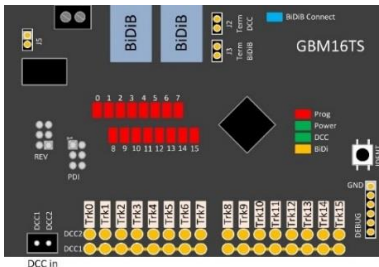 J5
BiDiB
BiDiB
J2
Term
DCC
J3
Term
BiDiB
BiDiB Connect
GBM16TS
0 1 2 3 4 5 6 7
8 9 10 11 12 13 14 15
Prog
Power
DCC
BiDi
REV
PDI
IDENT
GND
DEBUG
DCC1
DCC2
DCC in
Trk0
Trk1
Trk2
Trk3
Trk4
Trk5
Trk6
Trk7
Trk8
Trk9
Trk10
Trk11
Trk12
Trk13
Trk14
Trk15
DCC2
DCC1